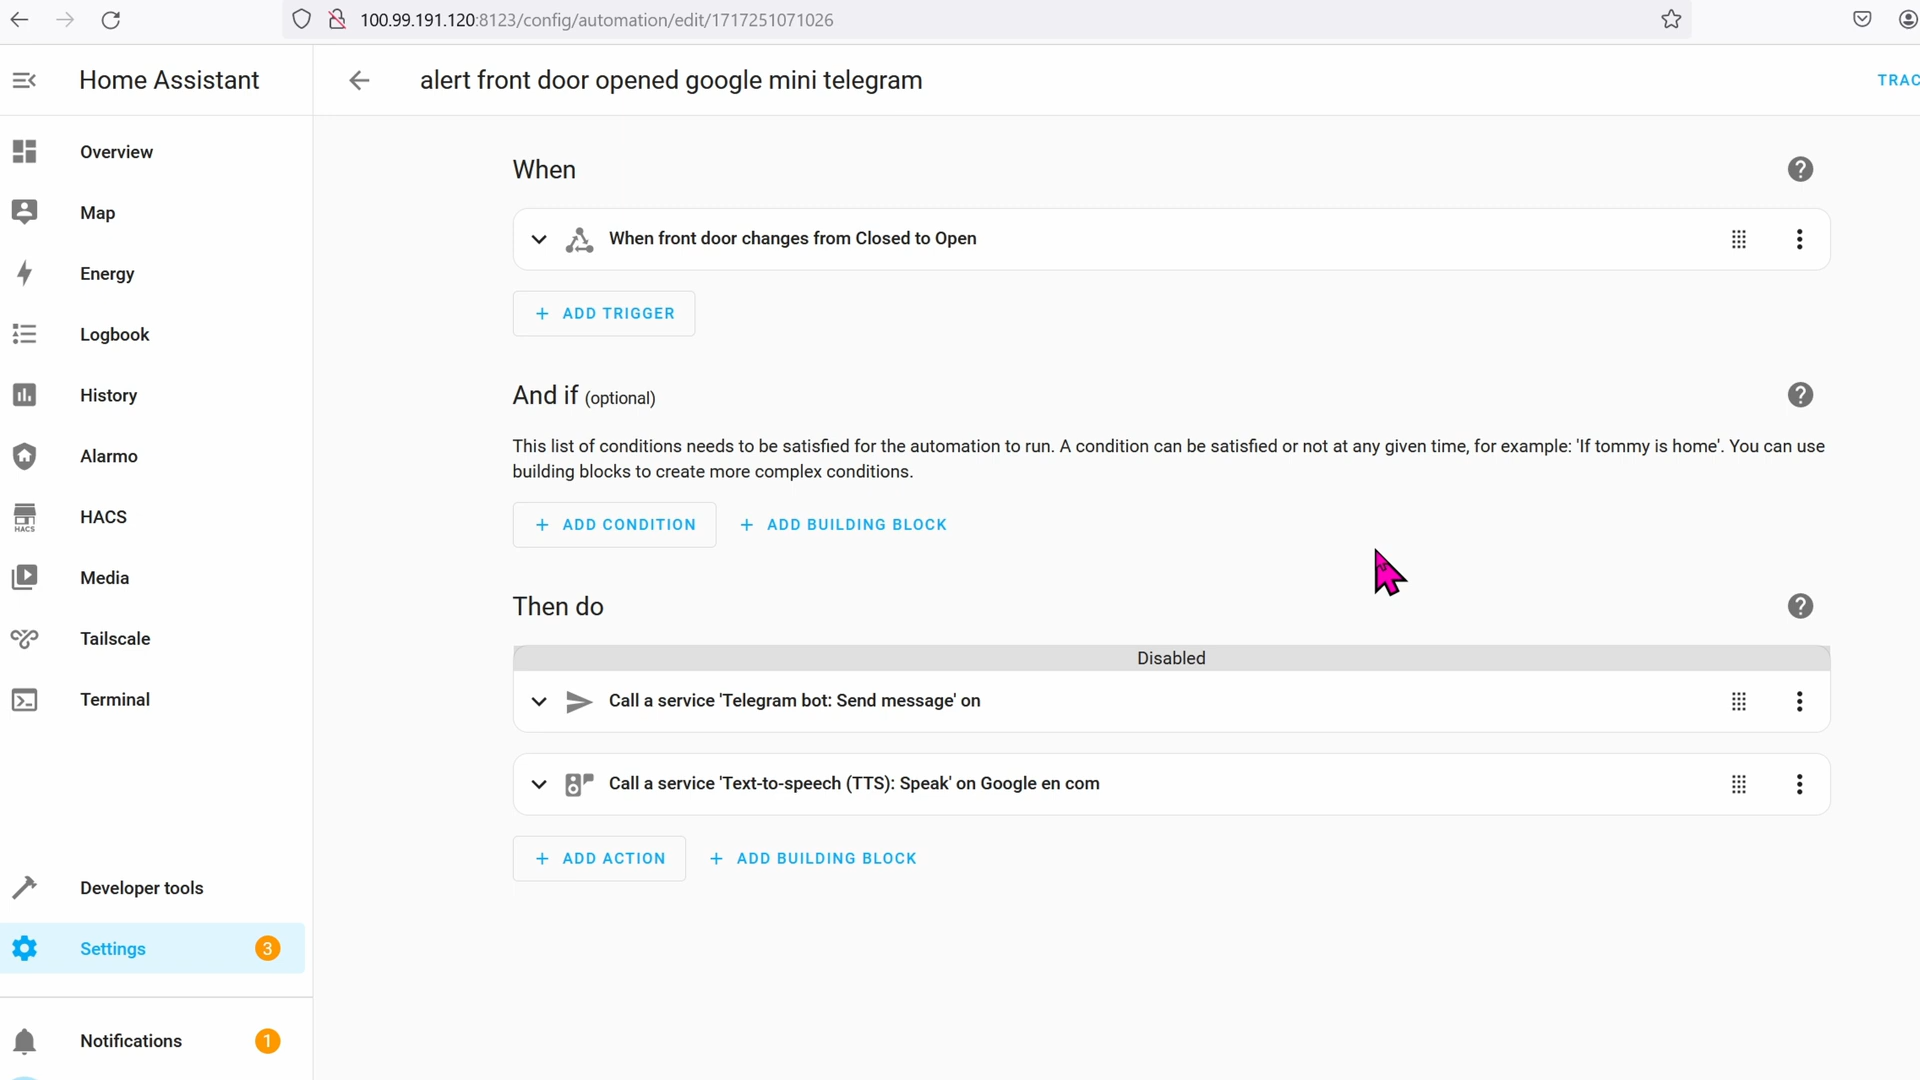 100.99.191.120:8123/config/automation/edit/1717251071026
Home Assistant
alert front door opened google mini telegram
TRAC
Overview
Map
Energy
Logbook
History
Alarmo
HACS
HACS
Media
Tailscale
Terminal
Developer tools
Settings
3
Notifications
1
When
When front door changes from Closed to Open
ADD TRIGGER
And if (optional)
This list of conditions needs to be satisfied for the automation to run. A condition can be satisfied or not at any given time, for example: 'If tommy is home'. You can use
building blocks to create more complex conditions.
ADD CONDITION
ADD BUILDING BLOCK
Then do
Disabled
Call a service 'Telegram bot: Send message' on
Call a service 'Text-to-speech (TTS): Speak' on Google en com
ADD ACTION
ADD BUILDING BLOCK